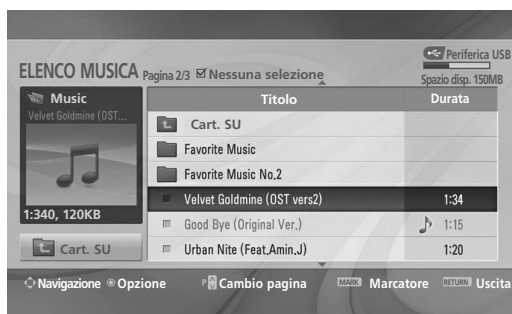 Periferica USB
ELENCO MUSICA Pagina 2/3 Nessuna selezione
Spazio disp. 150MB
Music
Velvet Goldmine (OST...
1:340, 120KB
Cart. SU
Titolo Durata
Cart. SU
Favorite Music
Favorite Music No.2
Velvet Goldmine (OST vers2) 1:34
Good Bye (Original Ver.) 1:15
Urban Nite (Feat.Amin.J) 1:20
Navigazione Opzione P Cambio pagina MARK Marcatore RETURN Uscita